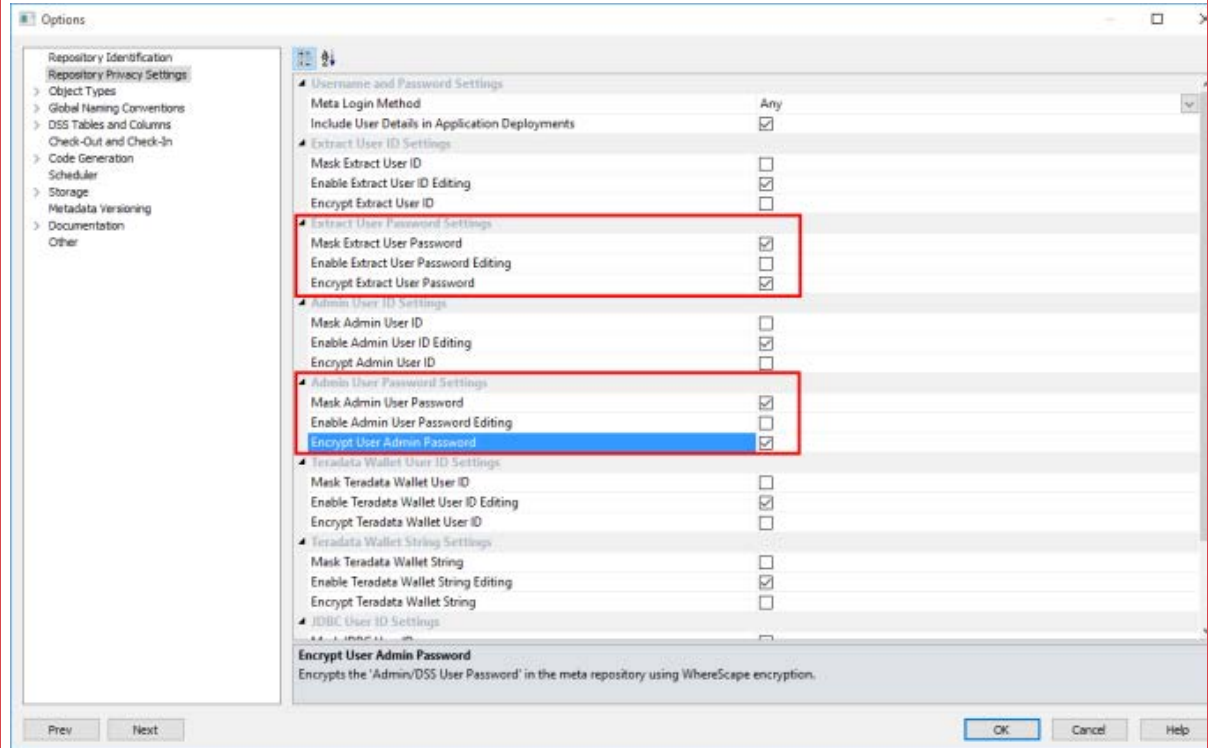 Options
Repository Identification
Repository Privacy Settings
Object Types
Global Naming Conventions
DSS Tables and Columns
Check-Out and Check-In
Code Generation
Scheduler
Storage
Metadata Versioning
Documentation
Other
Username and Password Settings
Meta Login Method Any
Include User Details in Application Deployments
Extract User ID Settings
Mask Extract User ID
Enable Extract User ID Editing
Encrypt Extract User ID
Extract User Password Settings
Mask Extract User Password
Enable Extract User Password Editing
Encrypt Extract User Password
Admin User ID Settings
Mask Admin User ID
Enable Admin User ID Editing
Encrypt Admin User ID
Admin User Password Settings
Mask Admin User Password
Enable Admin User Password Editing
Encrypt User Admin Password
Teradata Wallet User ID Settings
Mask Teradata Wallet User ID
Enable Teradata Wallet User ID Editing
Encrypt Teradata Wallet User ID
Teradata Wallet String Settings
Mask Teradata Wallet String
Enable Teradata Wallet String Editing
Encrypt Teradata Wallet String
JDBC User ID Settings
Encrypt User Admin Password
Encrypts the 'Admin/DSS User Password' in the meta repository using WhereScape encryption.
Prev Next OK Cancel Help